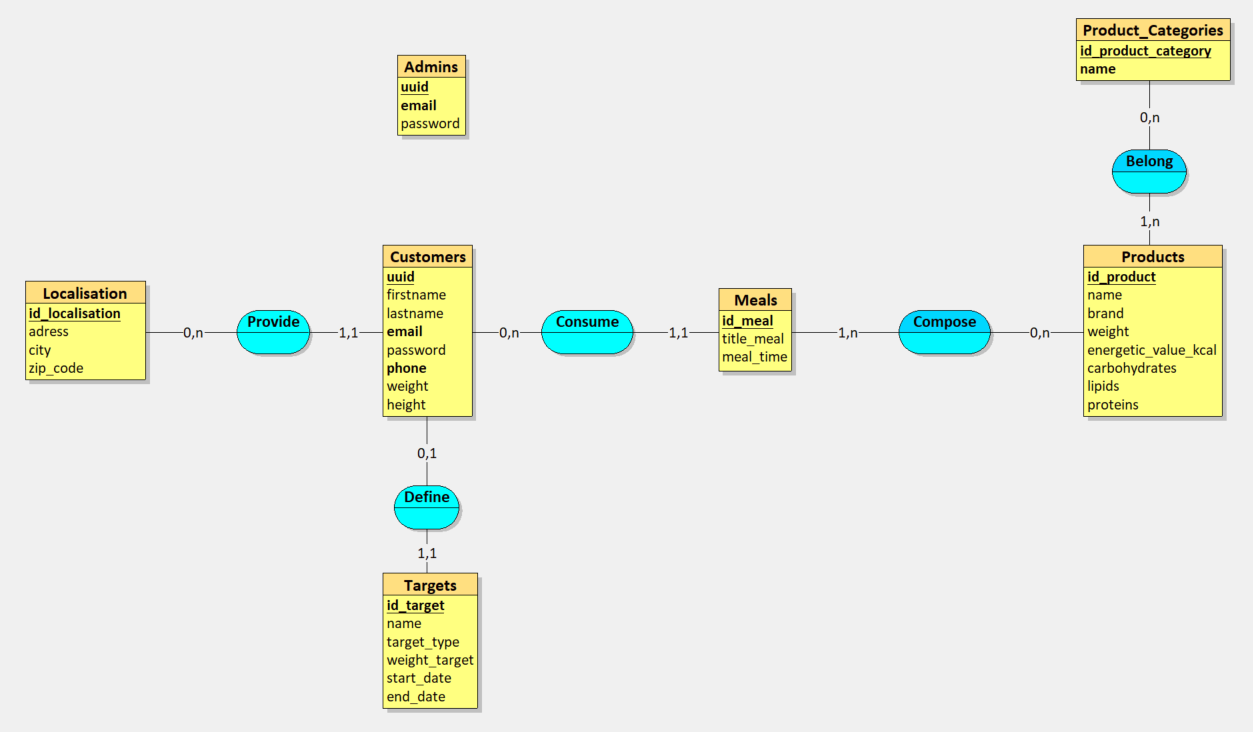 Product_Categories
id_product_category
name
Admins
uuid
email
password
0,n
Belong
1,n
Localisation
id_localisation
adress
city
zip_code
0,n
Provide
1,1
Customers
uuid
firstname
lastname
email
password
phone
weight
height
0,n
Consume
1,1
Meals
id_meal
title_meal
meal_time
1,n
Compose
0,n
Products
id_product
name
brand
weight
energetic_value_kcal
carbohydrates
lipids
proteins
0,1
Define
1,1
Targets
id_target
name
target_type
weight_target
start_date
end_date